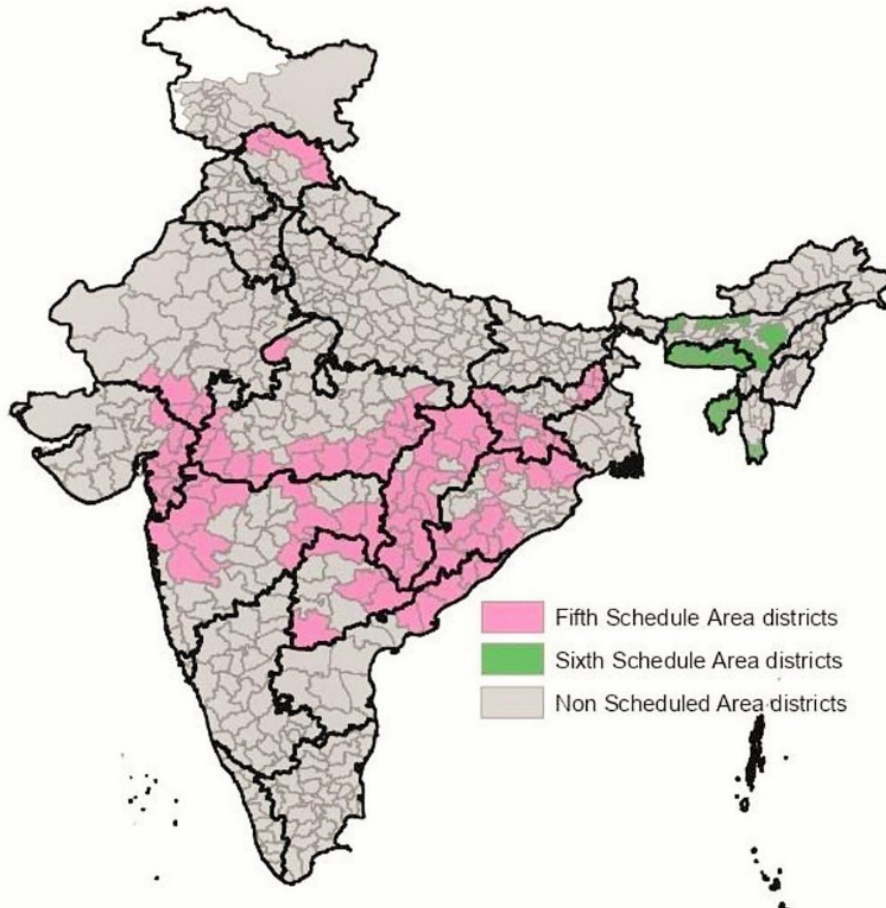 Fifth Schedule Area districts
Sixth Schedule Area districts
Non Scheduled Area districts